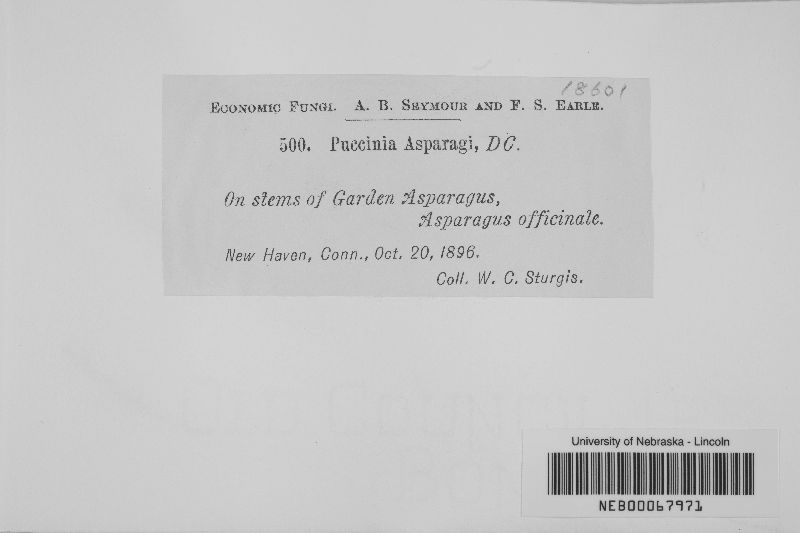 18601
Economic Fungi. A. B. Seymour and F. S. Earle.
500. Puccinia Asparagi, DC.
On stems of Garden Asparagus,
Asparagus officinale.
New Haven, Conn., Oct. 20, 1896.
Coll. W. C. Sturgis.
University of Nebraska - Lincoln
NEB00067971